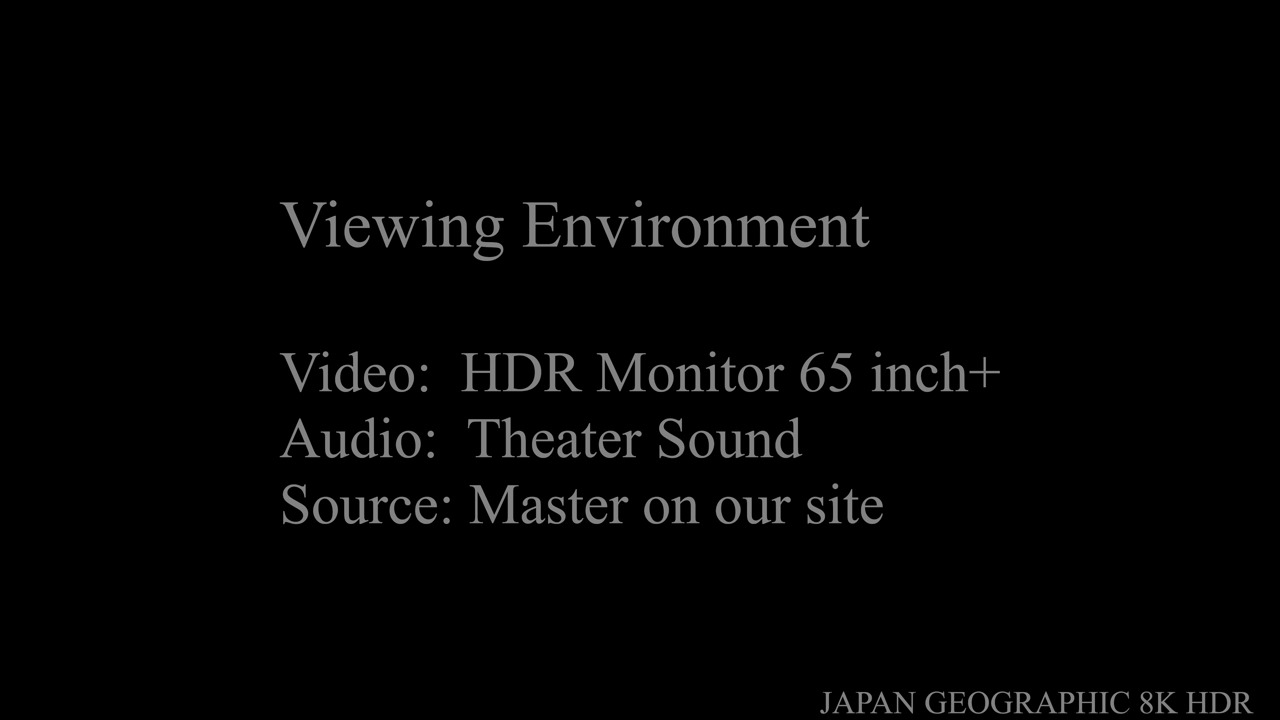 Viewing Environment
Video: HDR Monitor 65 inch+
Audio: Theater Sound
Source: Master on our site
JAPAN GEOGRAPHIC 8K HDR